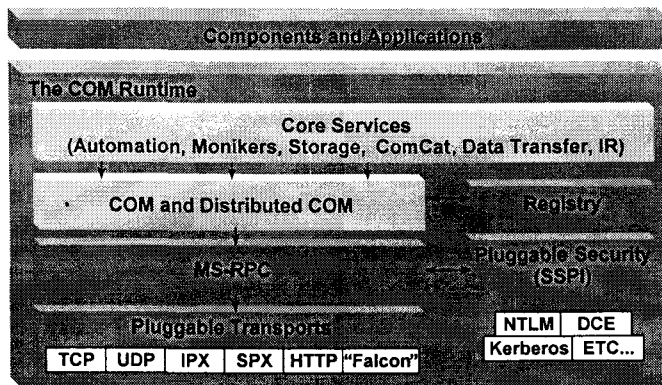 Components and Applications
The COM Runtime
Core Services
(Automation, Monikers, Storage, ComCat, Data Transfer, IR)
COM and Distributed COM
Registry
MS-RPC
Pluggable Security
(SSPI)
Pluggable Transports
TCP UDP IPX SPX HTTP "Falcon"
NTLM DCE
Kerberos ETC...